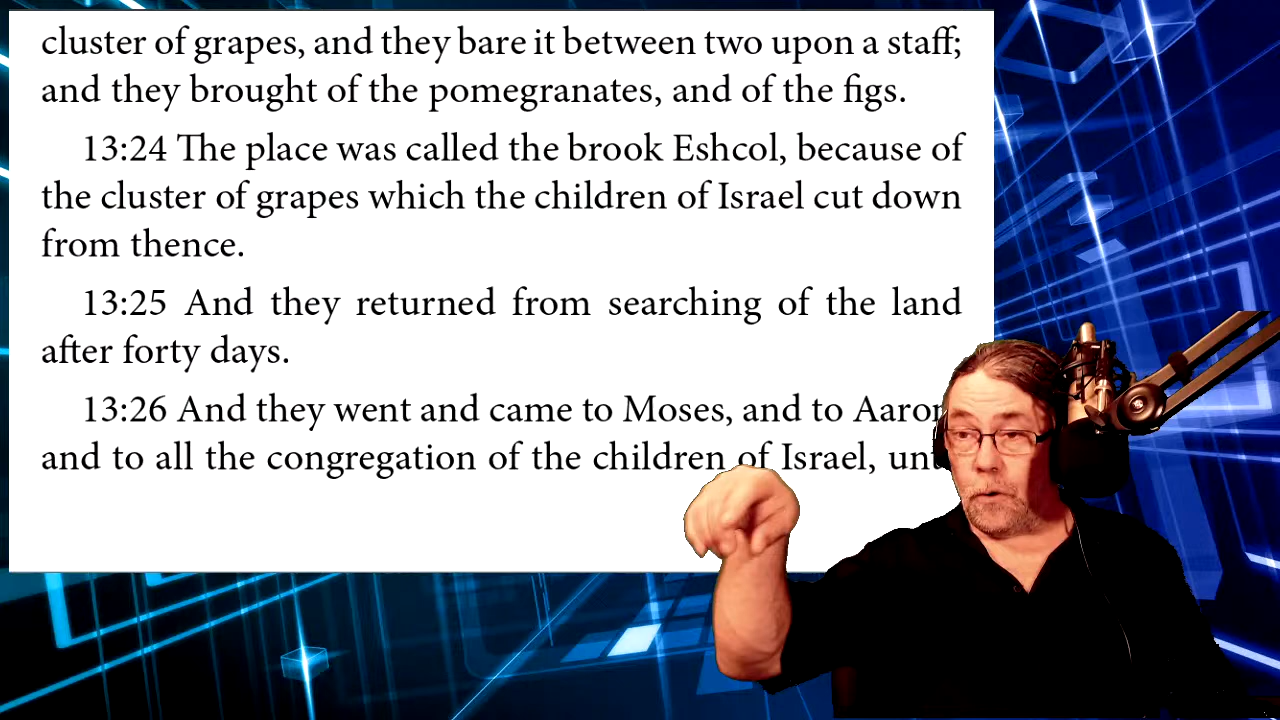 cluster of grapes, and they bare it between two upon a staff;
and they brought of the pomegranates, and of the figs.
13:24 The place was called the brook Eshcol, because of
the cluster of grapes which the children of Israel cut down
from thence.
13:25 And they returned from searching of the land
after forty days.
13:26 And they went and came to Moses, and to Aaron
and to all the congregation of the children of Israel,